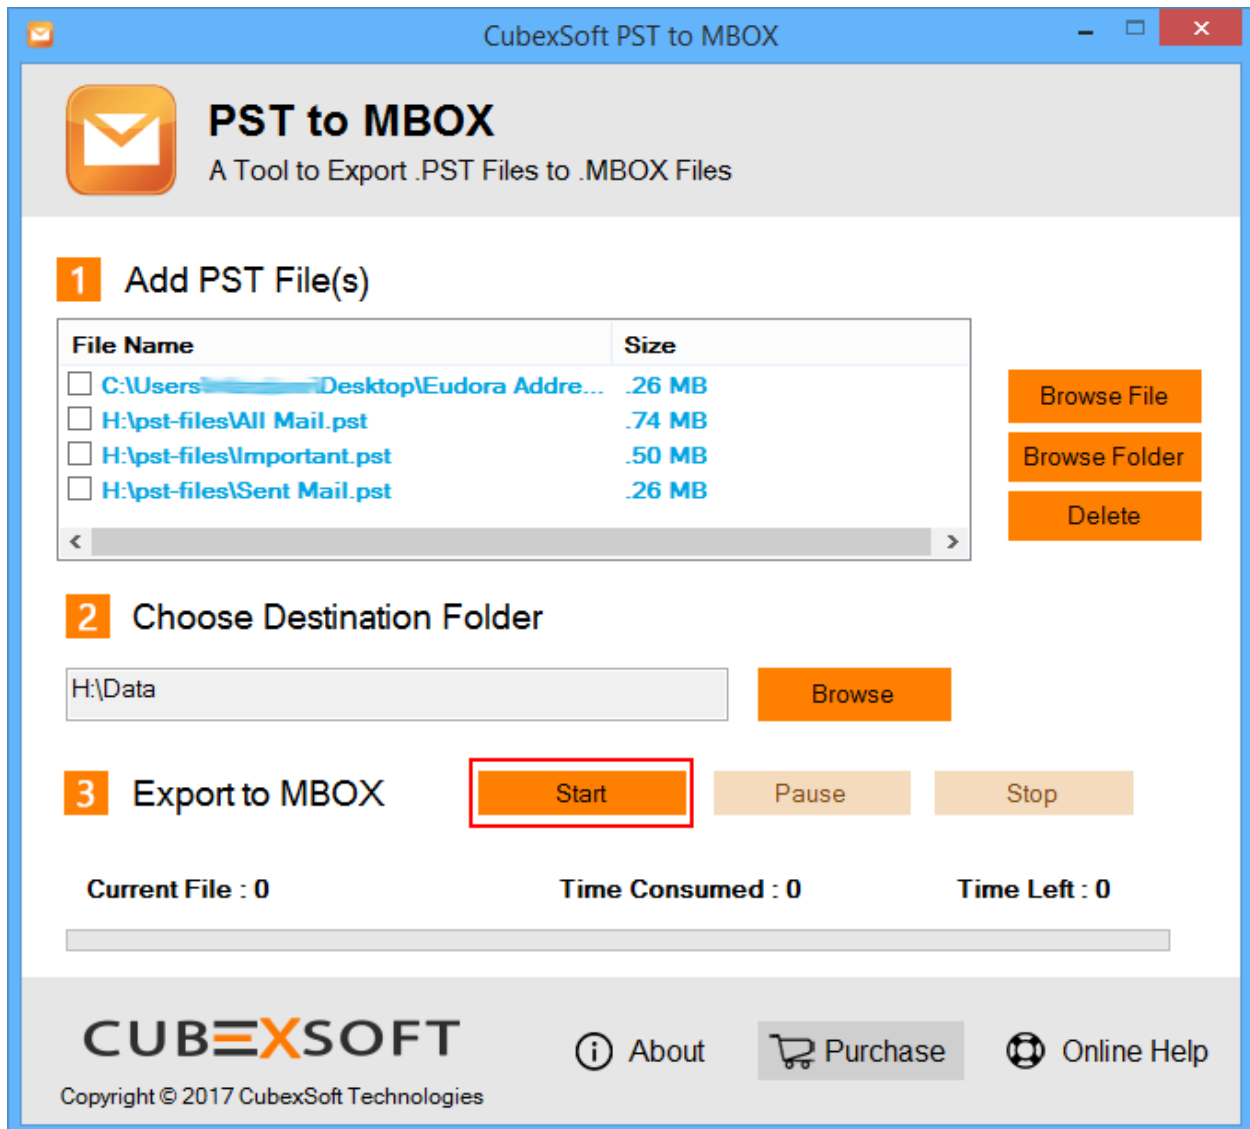 CubexSoft PST to MBOX
PST to MBOX
A Tool to Export .PST Files to .MBOX Files
1 Add PST File(s)
File Name Size
C:\Users Desktop\Eudora Addre... .26 MB
H:\pst-files\All Mail.pst .74 MB
H:\pst-files\Important.pst .50 MB
H:\pst-files\Sent Mail.pst .26 MB
Browse File
Browse Folder
Delete
2 Choose Destination Folder
H:\Data Browse
3 Export to MBOX Start Pause Stop
Current File : 0 Time Consumed : 0 Time Left : 0
CUBEXSOFT
About Purchase Online Help
Copyright © 2017 CubexSoft Technologies